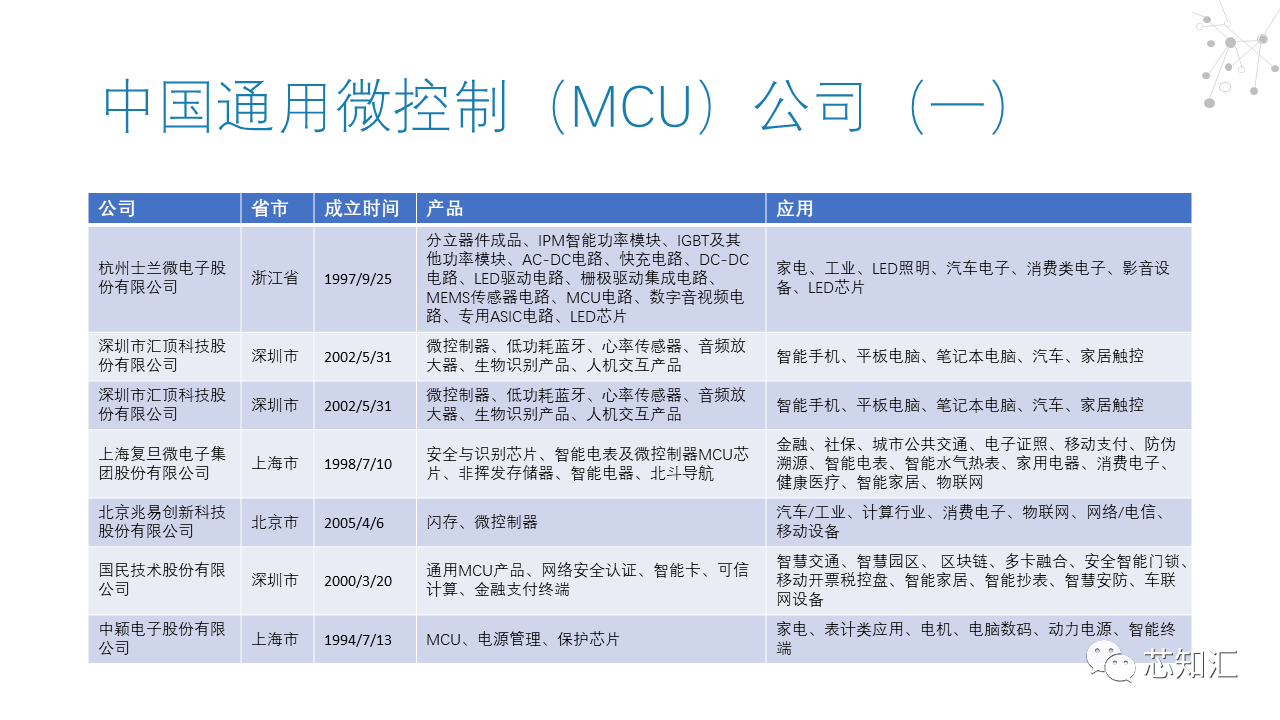 中国通用微控制（MCU）公司（一）
公司 省市 成立时间 产品 应用
杭州士兰微电子股
份有限公司
浙江省
1997/9/25
分立器件成品、IPM智能功率模块、IGBT及其
他功率模块、AC-DC电路、快充电路、DC-DC
电路、LED驱动电路、栅极驱动集成电路、
MEMS传感器电路、MCU电路、数字音视频电
路、专用ASIC电路、LED芯片
家电、工业、LED照明、汽车电子、消费类电子、影音设
备、LED芯片
深圳市汇顶科技股
份有限公司
深圳市
2002/5/31
微控制器、低功耗蓝牙、心率传感器、音频放
大器、生物识别产品、人机交互产品
智能手机、平板电脑、笔记本电脑、汽车、家居触控
深圳市汇顶科技股
份有限公司
深圳市
2002/5/31
微控制器、低功耗蓝牙、心率传感器、音频放
大器、生物识别产品、人机交互产品
智能手机、平板电脑、笔记本电脑、汽车、家居触控
上海复旦微电子集
团股份有限公司
上海市
1998/7/10
安全与识别芯片、智能电表及微控制器MCU芯
片、非挥发存储器、智能电器、北斗导航
金融、社保、城市公共交通、电子证照、移动支付、防伪
溯源、智能电表、智能水气热表、家用电器、消费电子、
健康医疗、智能家居、物联网
北京兆易创新科技
股份有限公司
北京市
2005/4/6
闪存、微控制器
汽车/工业、计算行业、消费电子、物联网、网络/电信、
移动设备
国民技术股份有限
公司
深圳市
2000/3/20
通用MCU产品、网络安全认证、智能卡、可信
计算、金融支付终端
智慧交通、智慧园区、 区块链、多卡融合、安全智能门锁、
移动开票税控盘、智能家居、智能抄表、智慧安防、车联
网设备
中颖电子股份有限
公司
上海市
1994/7/13
MCU、电源管理、保护芯片
家电、表计类应用、电机、电脑数码、动力电源、智能终
端
芯知汇